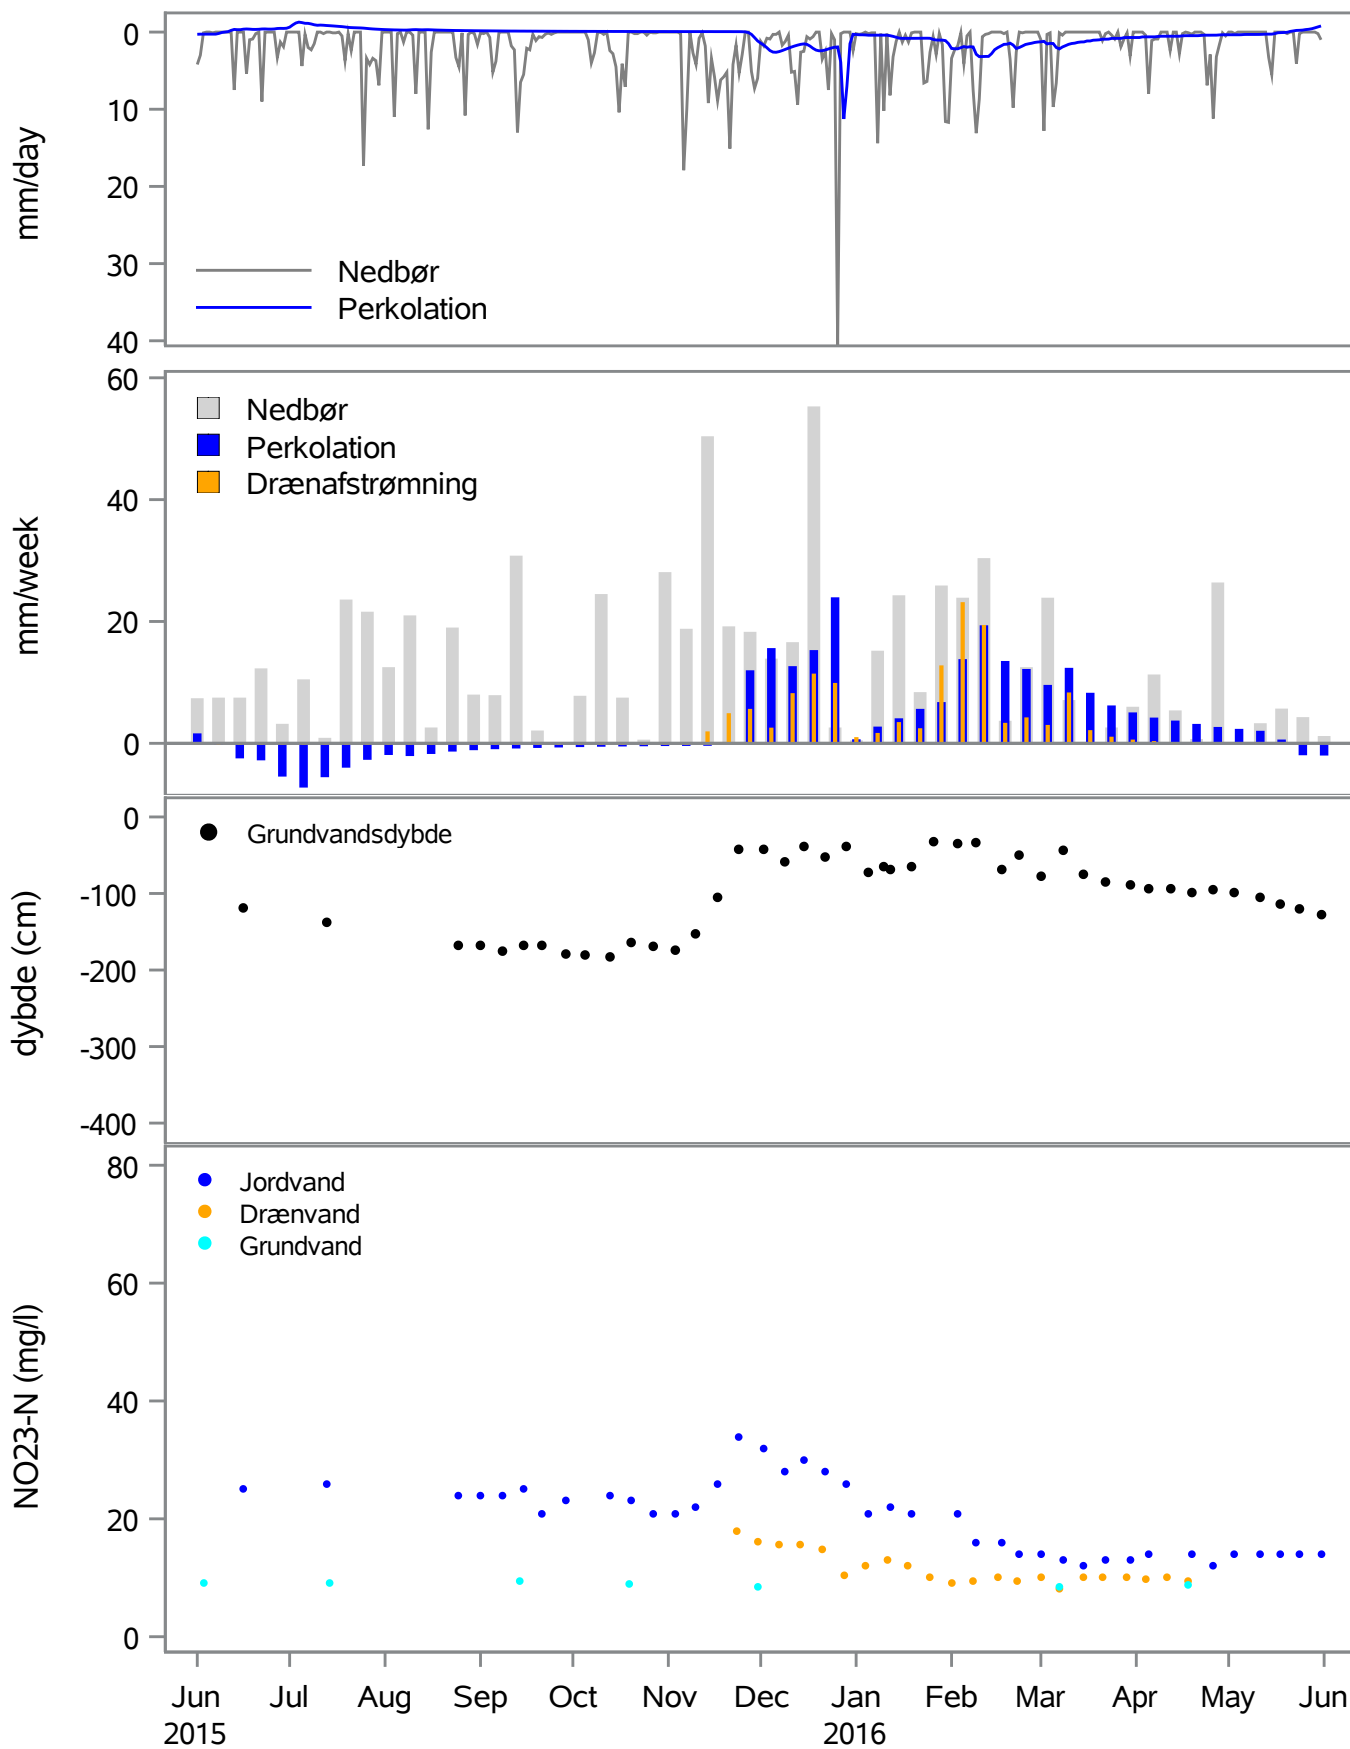 mm/day
0
10
20
30
40
Nedbør
Perkolation
mm/week
60
40
20
0
Nedbør
Perkolation
Drænafstrømning
dybde (cm)
0
-100
-200
-300
-400
Grundvandsdybde
NO23-N (mg/l)
80
60
40
20
0
Jordvand
Drænvand
Grundvand
Jun Jul Aug Sep Oct Nov Dec Jan Feb Mar Apr May Jun
2015 2016